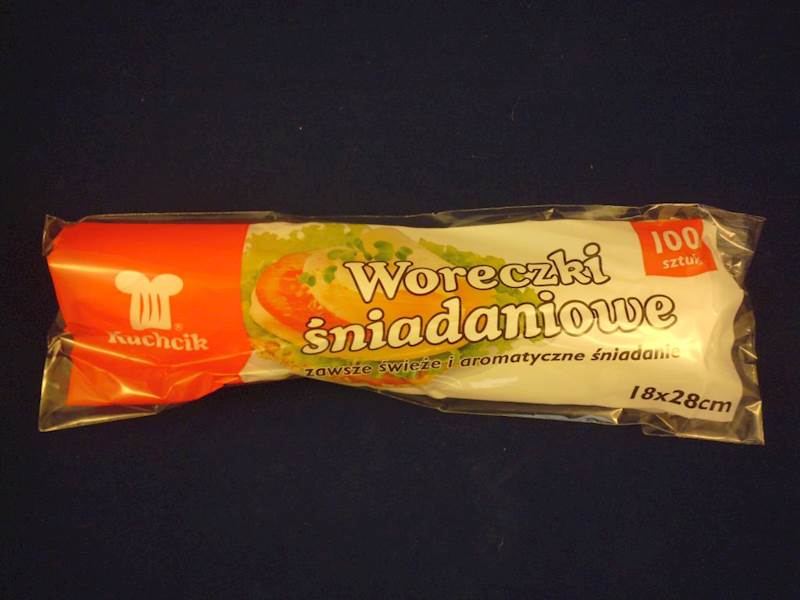 100
sztuk
Woreczki
śniadaniowe
zawsze świeże i aromatyczne śniadanie
18x28cm
Kuchcik
®